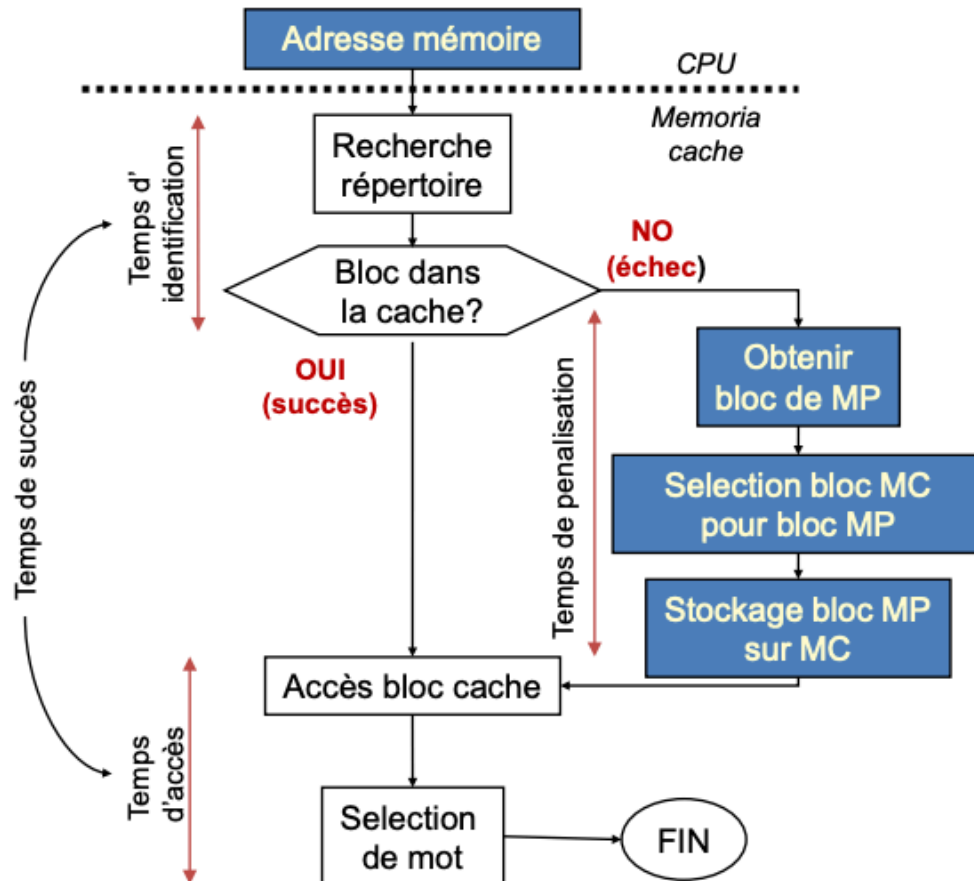 Adresse mémoire
CPU
Memoria
cache
Recherche
répertoire
Temps d'
identification
Bloc dans
la cache?
NO
(échec)
OUI
(succès)
Temps de succès
Temps de penalisation
Obtenir
bloc de MP
Selection bloc MC
pour bloc MP
Stockage bloc MP
sur MC
Accès bloc cache
Temps
d'accès
Selection
de mot
FIN